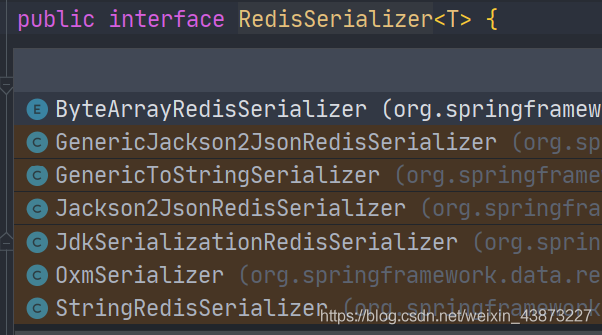 public interface RedisSerializer<T> {
E ByteArrayRedisSerializer (org.springframew
C GenericJackson2JsonRedisSerializer (org.sp
C GenericToStringSerializer (org.springframe
C Jackson2JsonRedisSerializer (org.springfra
C JdkSerializationRedisSerializer (org.sprin
C OxmSerializer (org.springframework.data.re
C StringRedisSerializer (org.springframework
https://blog.csdn.net/weixin_43873227